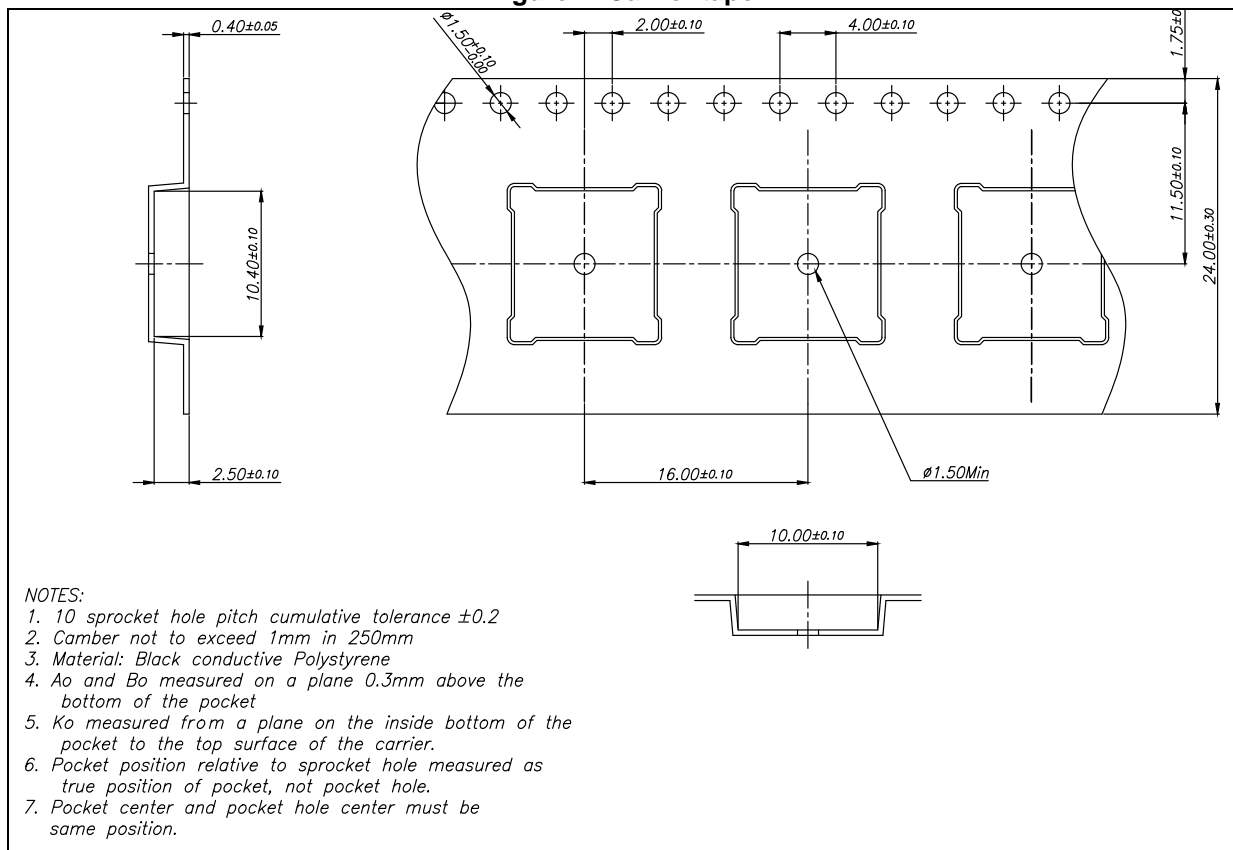 0.40±0.05
ø1.50+0.10
-0.00
2.00±0.10
4.00±0.10
1.75±0
11.50±0.10
24.00±0.30
10.40±0.10
2.50±0.10
16.00±0.10
ø1.50Min
10.00±0.10
NOTES:
1. 10 sprocket hole pitch cumulative tolerance ±0.2
2. Camber not to exceed 1mm in 250mm
3. Material: Black conductive Polystyrene
4. Ao and Bo measured on a plane 0.3mm above the
bottom of the pocket
5. Ko measured from a plane on the inside bottom of the
pocket to the top surface of the carrier.
6. Pocket position relative to sprocket hole measured as
true position of pocket, not pocket hole.
7. Pocket center and pocket hole center must be
same position.